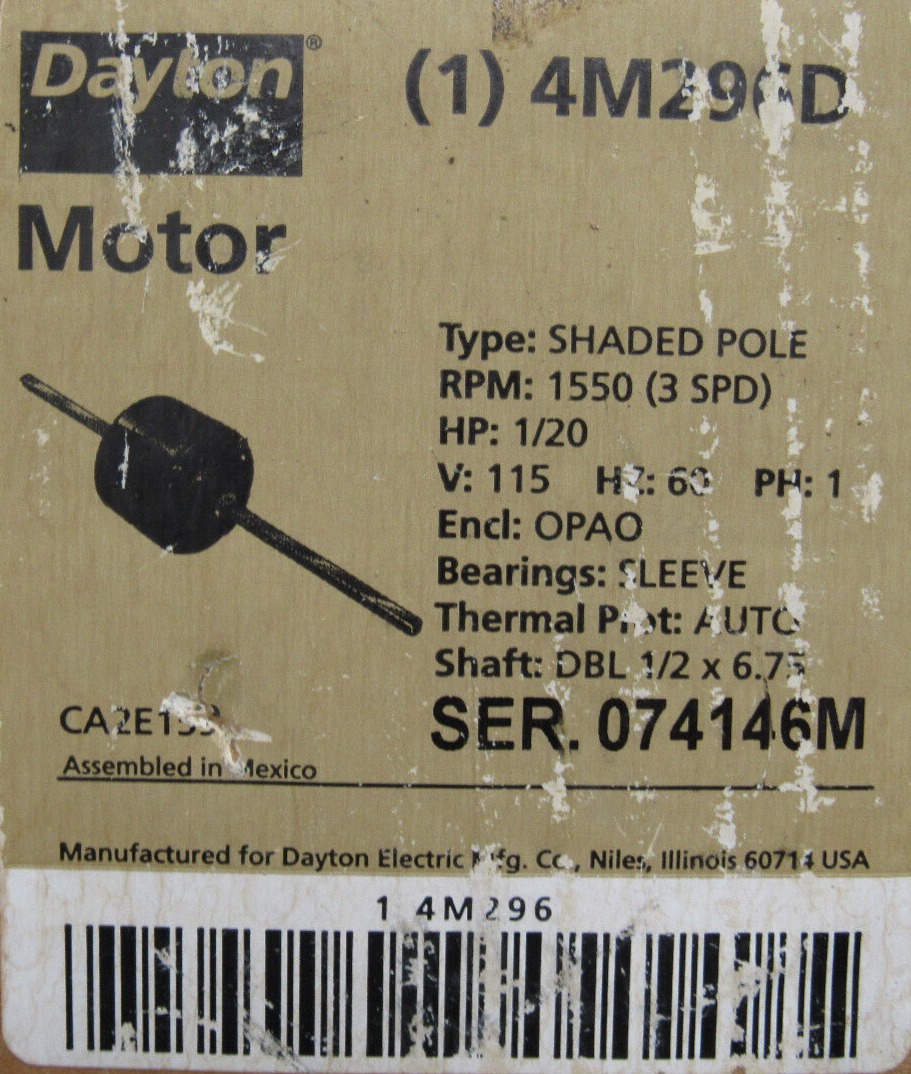 Dayton®
(1) 4M296D
Motor
Type: SHADED POLE
RPM: 1550 (3 SPD)
HP: 1/20
V: 115 HZ: 60 PH: 1
Encl: OPAO
Bearings: SLEEVE
Thermal Prot: AUTO
Shaft: DBL 1/2 x 6.75
SER. 074146M
Assembled in Mexico
Manufactured for Dayton Electric Mfg. Co., Niles, Illinois 60714 USA
1 4M296